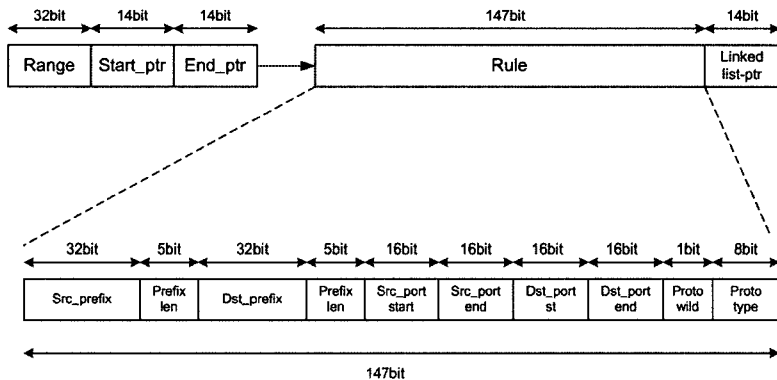 32bit 14bit 14bit 147bit 14bit
Range Start_ptr End_ptr Rule Linked
list-ptr
32bit 5bit 32bit 5bit 16bit 16bit 16bit 16bit 1bit 8bit
Src_prefix Prefix Dst_prefix Prefix Src_port Src_port Dst_port Dst_port Proto Proto
len len start end st end wild type
147bit